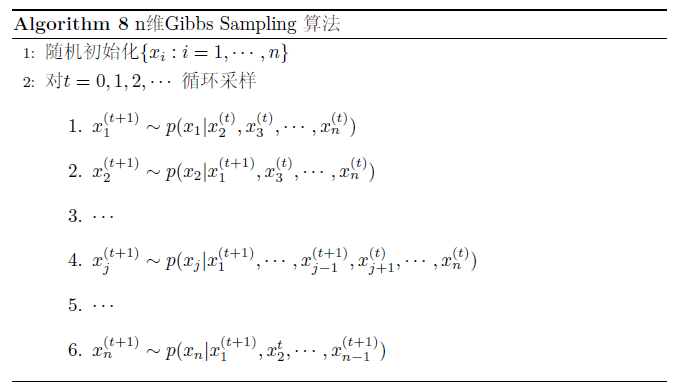 Algorithm 8 n维Gibbs Sampling 算法
1: 随机初始化{x_i : i = 1, ⋯ , n}
2: 对t = 0, 1, 2, ⋯ 循环采样
1. x_1^{(t+1)} ∼ p(x_1|x_2^{(t)}, x_3^{(t)}, ⋯ , x_n^{(t)})
2. x_2^{(t+1)} ∼ p(x_2|x_1^{(t+1)}, x_3^{(t)}, ⋯ , x_n^{(t)})
3. ⋯
4. x_j^{(t+1)} ∼ p(x_j|x_1^{(t+1)}, ⋯ , x_{j−1}^{(t+1)}, x_{j+1}^{(t)}, ⋯ , x_n^{(t)})
5. ⋯
6. x_n^{(t+1)} ∼ p(x_n|x_1^{(t+1)}, x_2^t, ⋯ , x_{n−1}^{(t+1)})